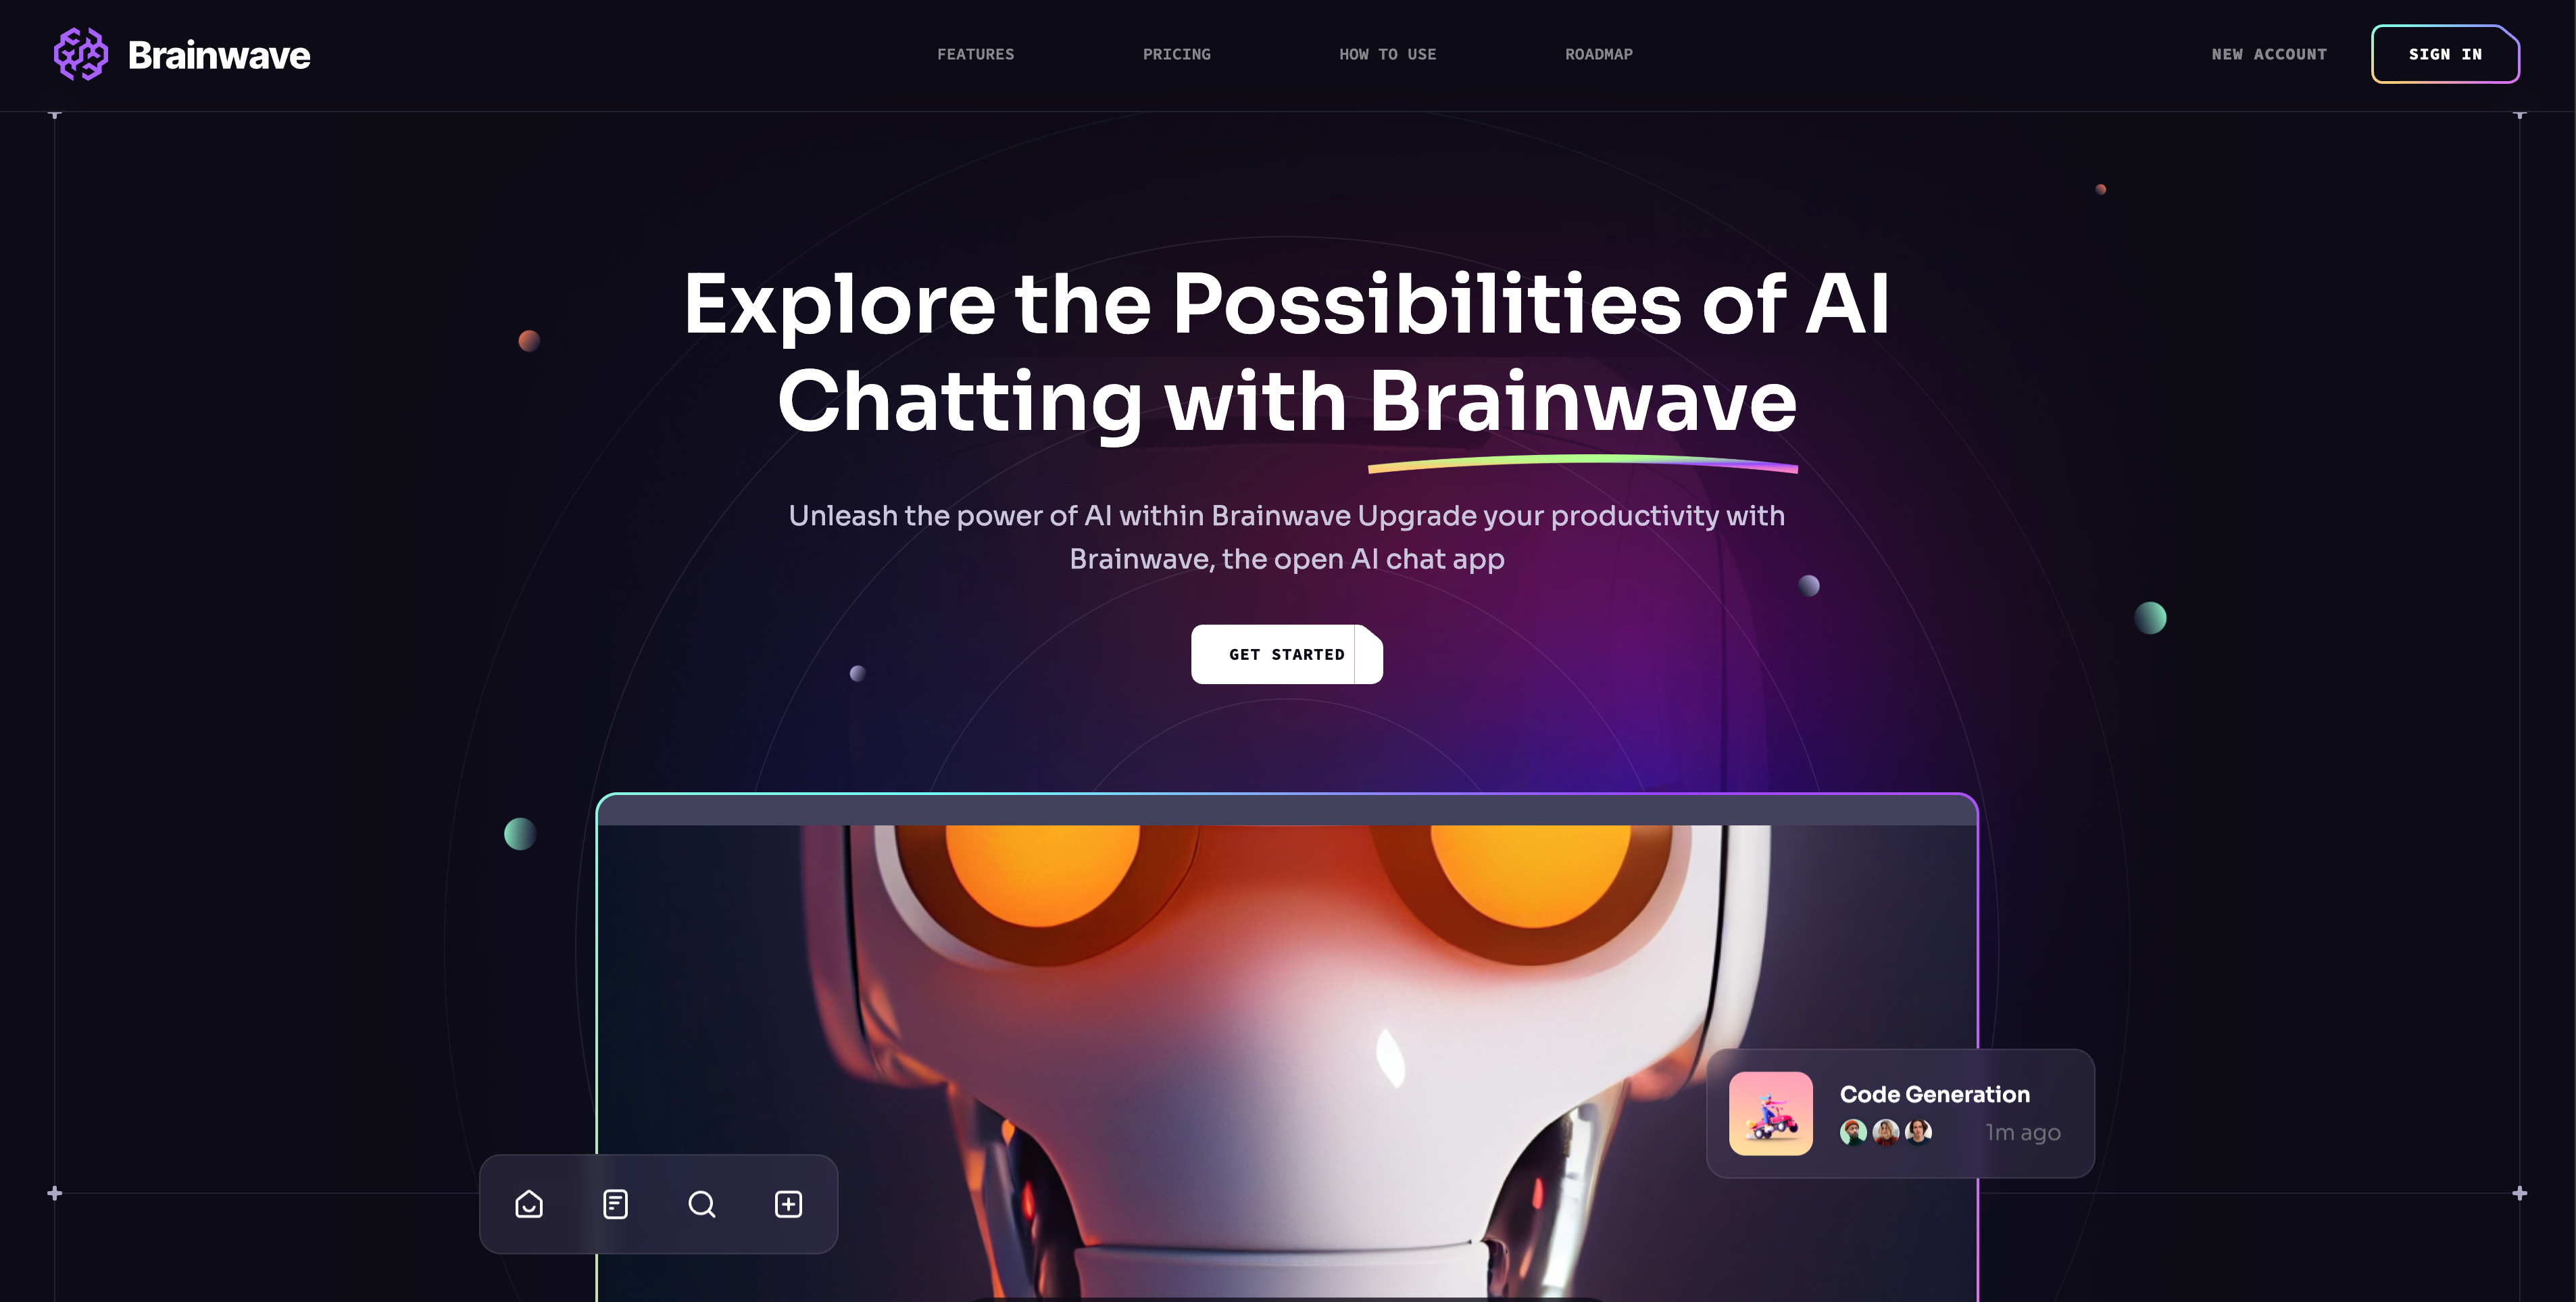 Brainwave
FEATURES
PRICING
HOW TO USE
ROADMAP
NEW ACCOUNT
SIGN IN
Explore the Possibilities of AI
Chatting with Brainwave
Unleash the power of AI within Brainwave Upgrade your productivity with
Brainwave, the open AI chat app
GET STARTED
Code Generation
1m ago